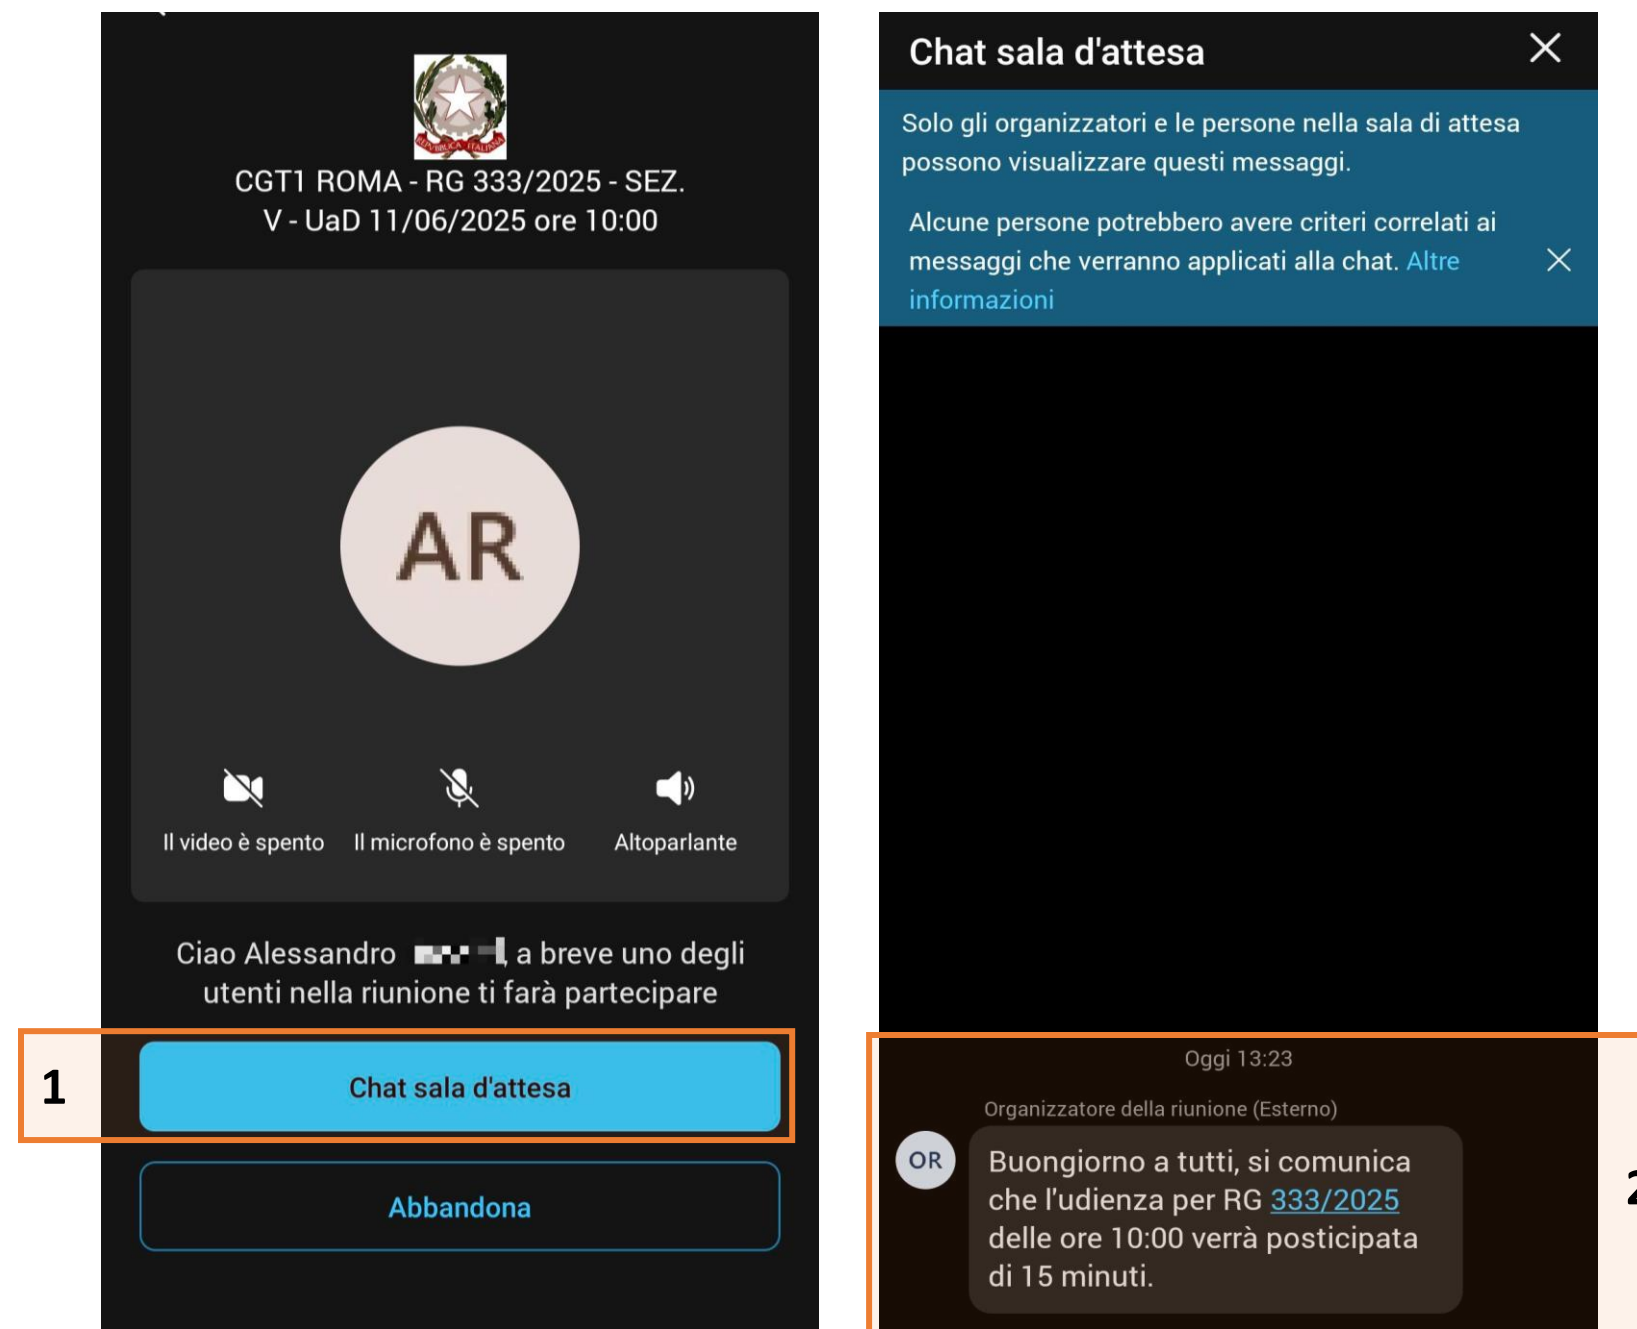 REPVBBLICA ITALIANA
CGT1 ROMA - RG 333/2025 - SEZ.
V - UaD 11/06/2025 ore 10:00
AR
Il video è spento Il microfono è spento Altoparlante
Ciao Alessandro , a breve uno degli
utenti nella riunione ti farà partecipare
1
Chat sala d'attesa
Abbandona
Chat sala d'attesa
Solo gli organizzatori e le persone nella sala di attesa
possono visualizzare questi messaggi.
Alcune persone potrebbero avere criteri correlati ai
messaggi che verranno applicati alla chat. Altre
informazioni
Oggi 13:23
Organizzatore della riunione (Esterno)
OR
Buongiorno a tutti, si comunica
che l'udienza per RG 333/2025
delle ore 10:00 verrà posticipata
di 15 minuti.